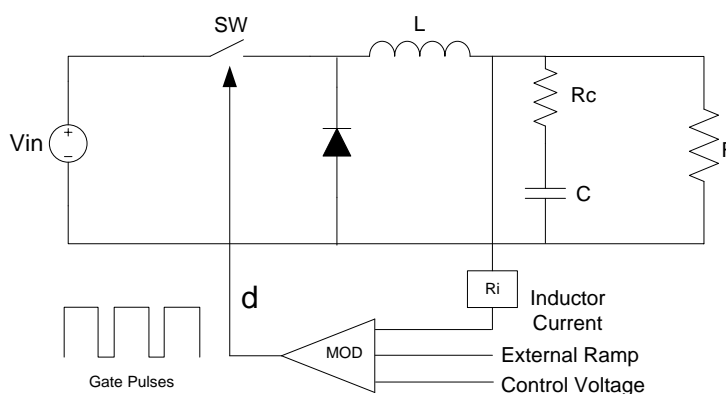 SW
L
Rc
Vin
C
d
Ri
Inductor
Current
MOD
External Ramp
Control Voltage
Gate Pulses